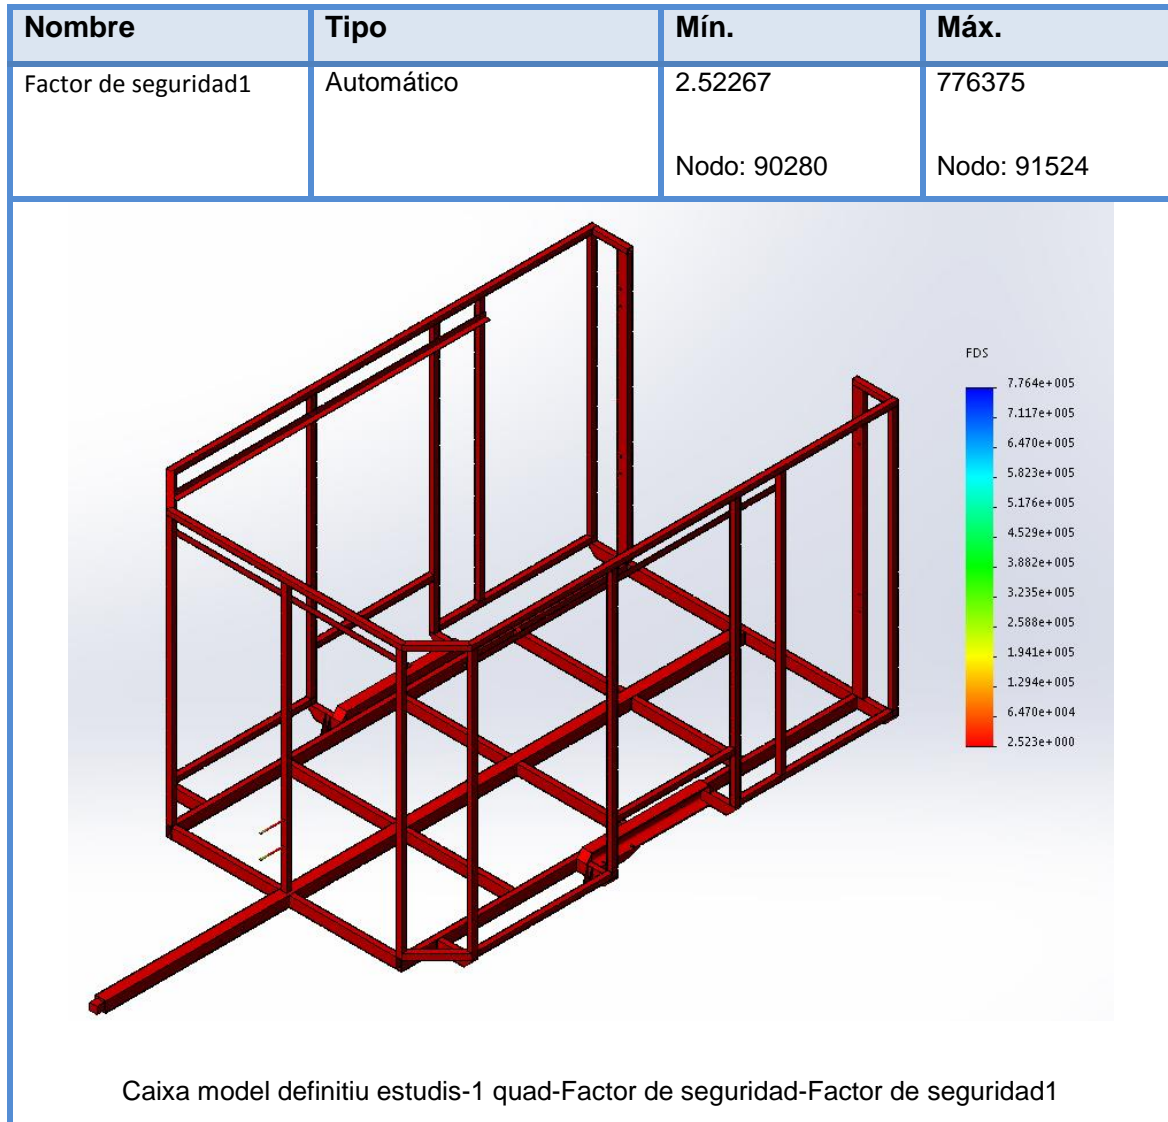 Nombre Tipo Mín. Máx.
Factor de seguridad1 Automático 2.52267 776375
Nodo: 90280 Nodo: 91524
FDS
7.764e+005
7.117e+005
6.470e+005
5.823e+005
5.176e+005
4.529e+005
3.882e+005
3.235e+005
2.588e+005
1.941e+005
1.294e+005
6.470e+004
2.523e+000
Caixa model definitiu estudis-1 quad-Factor de seguridad-Factor de seguridad1